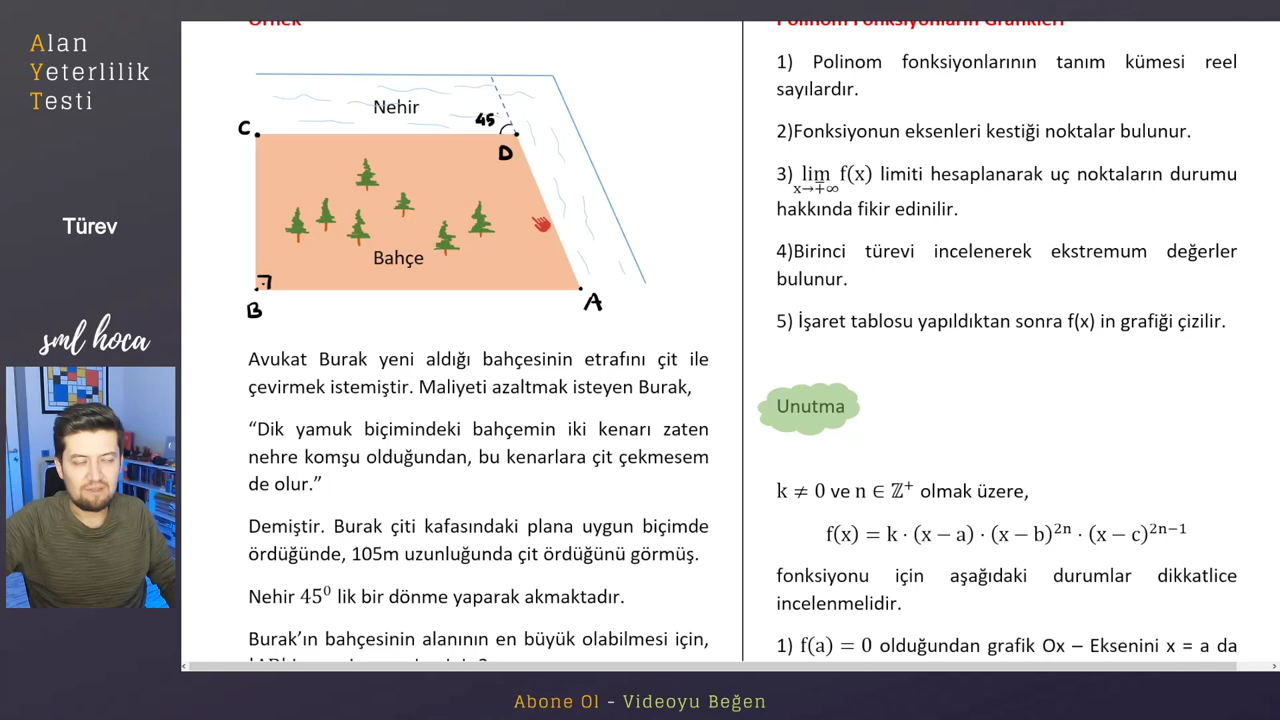 Alan
Yeterlilik
Testi
Türev
sml hoca
Örnek
Nehir
45
C
D
Bahçe
B
A
Avukat Burak yeni aldığı bahçesinin etrafını çit ile
çevirmek istemiştir. Maliyeti azaltmak isteyen Burak,
“Dik yamuk biçimindeki bahçemin iki kenarı zaten
nehre komşu olduğundan, bu kenarlara çit çekmesem
de olur.”
Demiştir. Burak çiti kafasındaki plana uygun biçimde
ördüğünde, 105m uzunluğunda çit ördüğünü görmüş.
Nehir 45⁰ lik bir dönme yaparak akmaktadır.
Burak’ın bahçesinin alanının en büyük olabilmesi için,
Polinom Fonksiyonların Grafikleri
1) Polinom fonksiyonlarının tanım kümesi reel
sayılardır.
2)Fonksiyonun eksenleri kestiği noktalar bulunur.
3) lim x→∓∞ f(x) limiti hesaplanarak uç noktaların durumu
hakkında fikir edinilir.
4)Birinci türevi incelenerek ekstremum değerler
bulunur.
5) İşaret tablosu yapıldıktan sonra f(x) in grafiği çizilir.
Unutma
k ≠ 0 ve n ∈ ℤ⁺ olmak üzere,
f(x) = k · (x − a) · (x − b)²ⁿ · (x − c)²ⁿ⁻¹
fonksiyonu için aşağıdaki durumlar dikkatlice
incelenmelidir.
1) f(a) = 0 olduğundan grafik Ox – Eksenini x = a da
Abone Ol - Videoyu Beğen